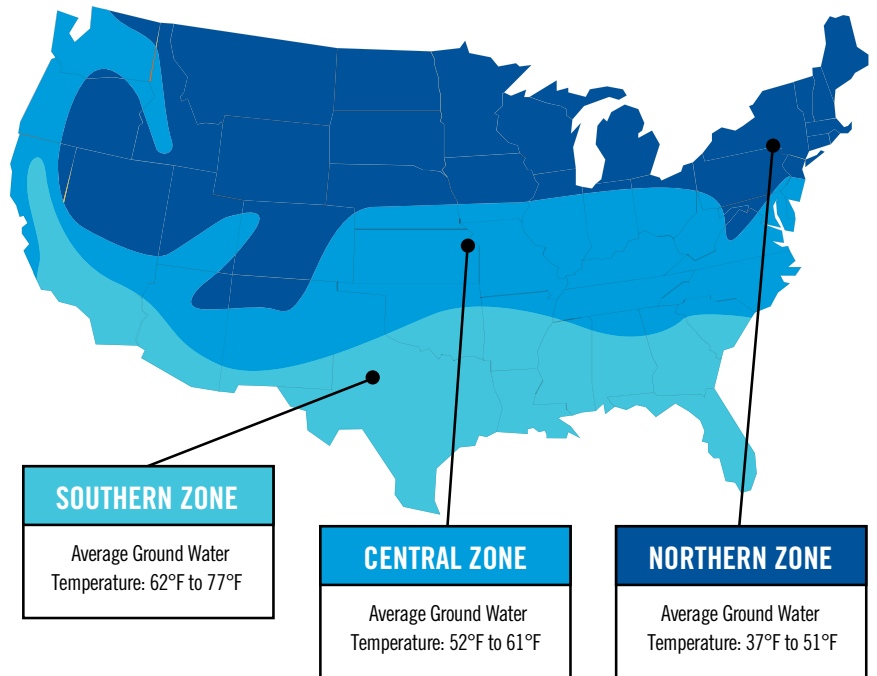 SOUTHERN ZONE
Average Ground Water
Temperature: 62°F to 77°F
CENTRAL ZONE
Average Ground Water
Temperature: 52°F to 61°F
NORTHERN ZONE
Average Ground Water
Temperature: 37°F to 51°F